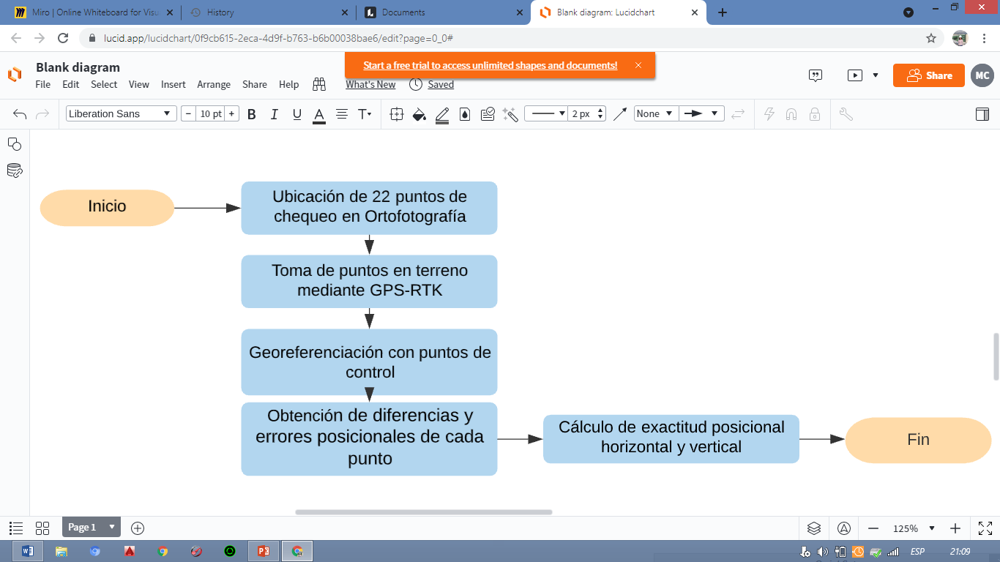 Miro | Online Whiteboard for Visu
History
Documents
Blank diagram: Lucidchart
lucid.app/lucidchart/0f9cb615-2eca-4d9f-b763-b6b00038bae6/edit?page=0_0#
Blank diagram
Start a free trial to access unlimited shapes and documents!
File Edit Select View Insert Arrange Share Help What's New Saved
Share
MC
Liberation Sans
10 pt
B I U A T
2 px
None
Inicio
Ubicación de 22 puntos de
chequeo en Ortofotografía
Toma de puntos en terreno
mediante GPS-RTK
Georeferenciación con puntos de
control
Obtención de diferencias y
errores posicionales de cada
punto
Cálculo de exactitud posicional
horizontal y vertical
Fin
Page 1
125%
ESP
21:09